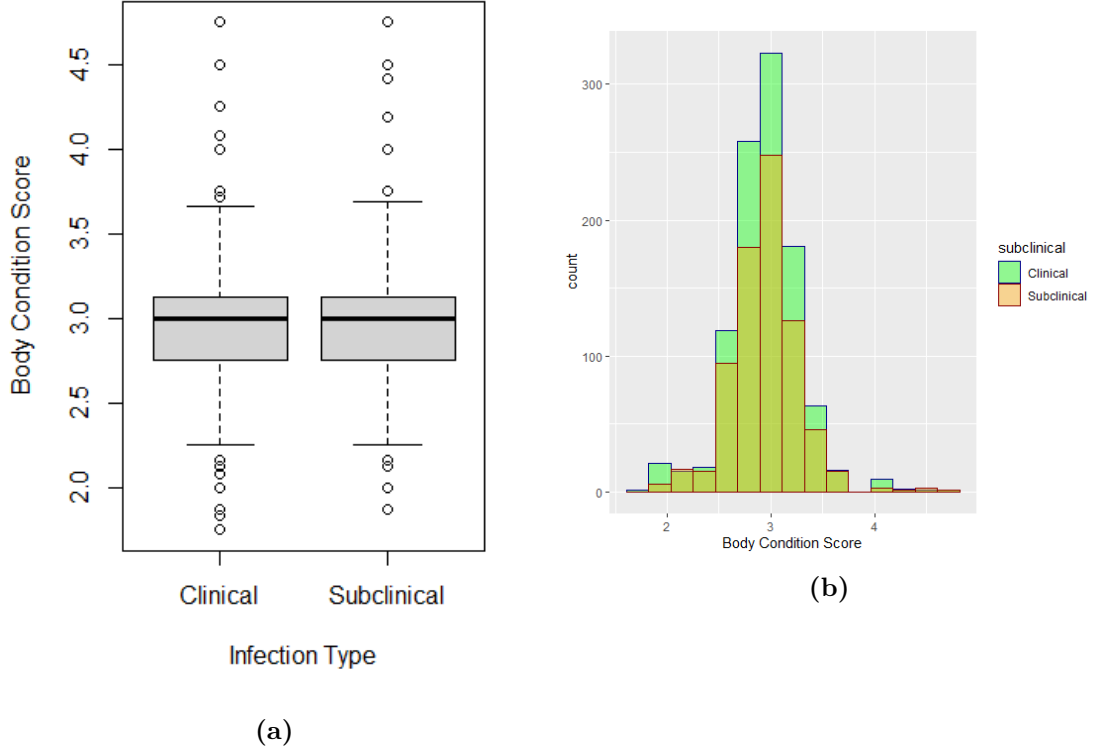 Body Condition Score
4.5
4.0
3.5
3.0
2.5
2.0
Clinical Subclinical
Infection Type
(a)
count
300
200
100
0
2 3 4
Body Condition Score
subclinical
Clinical
Subclinical
(b)